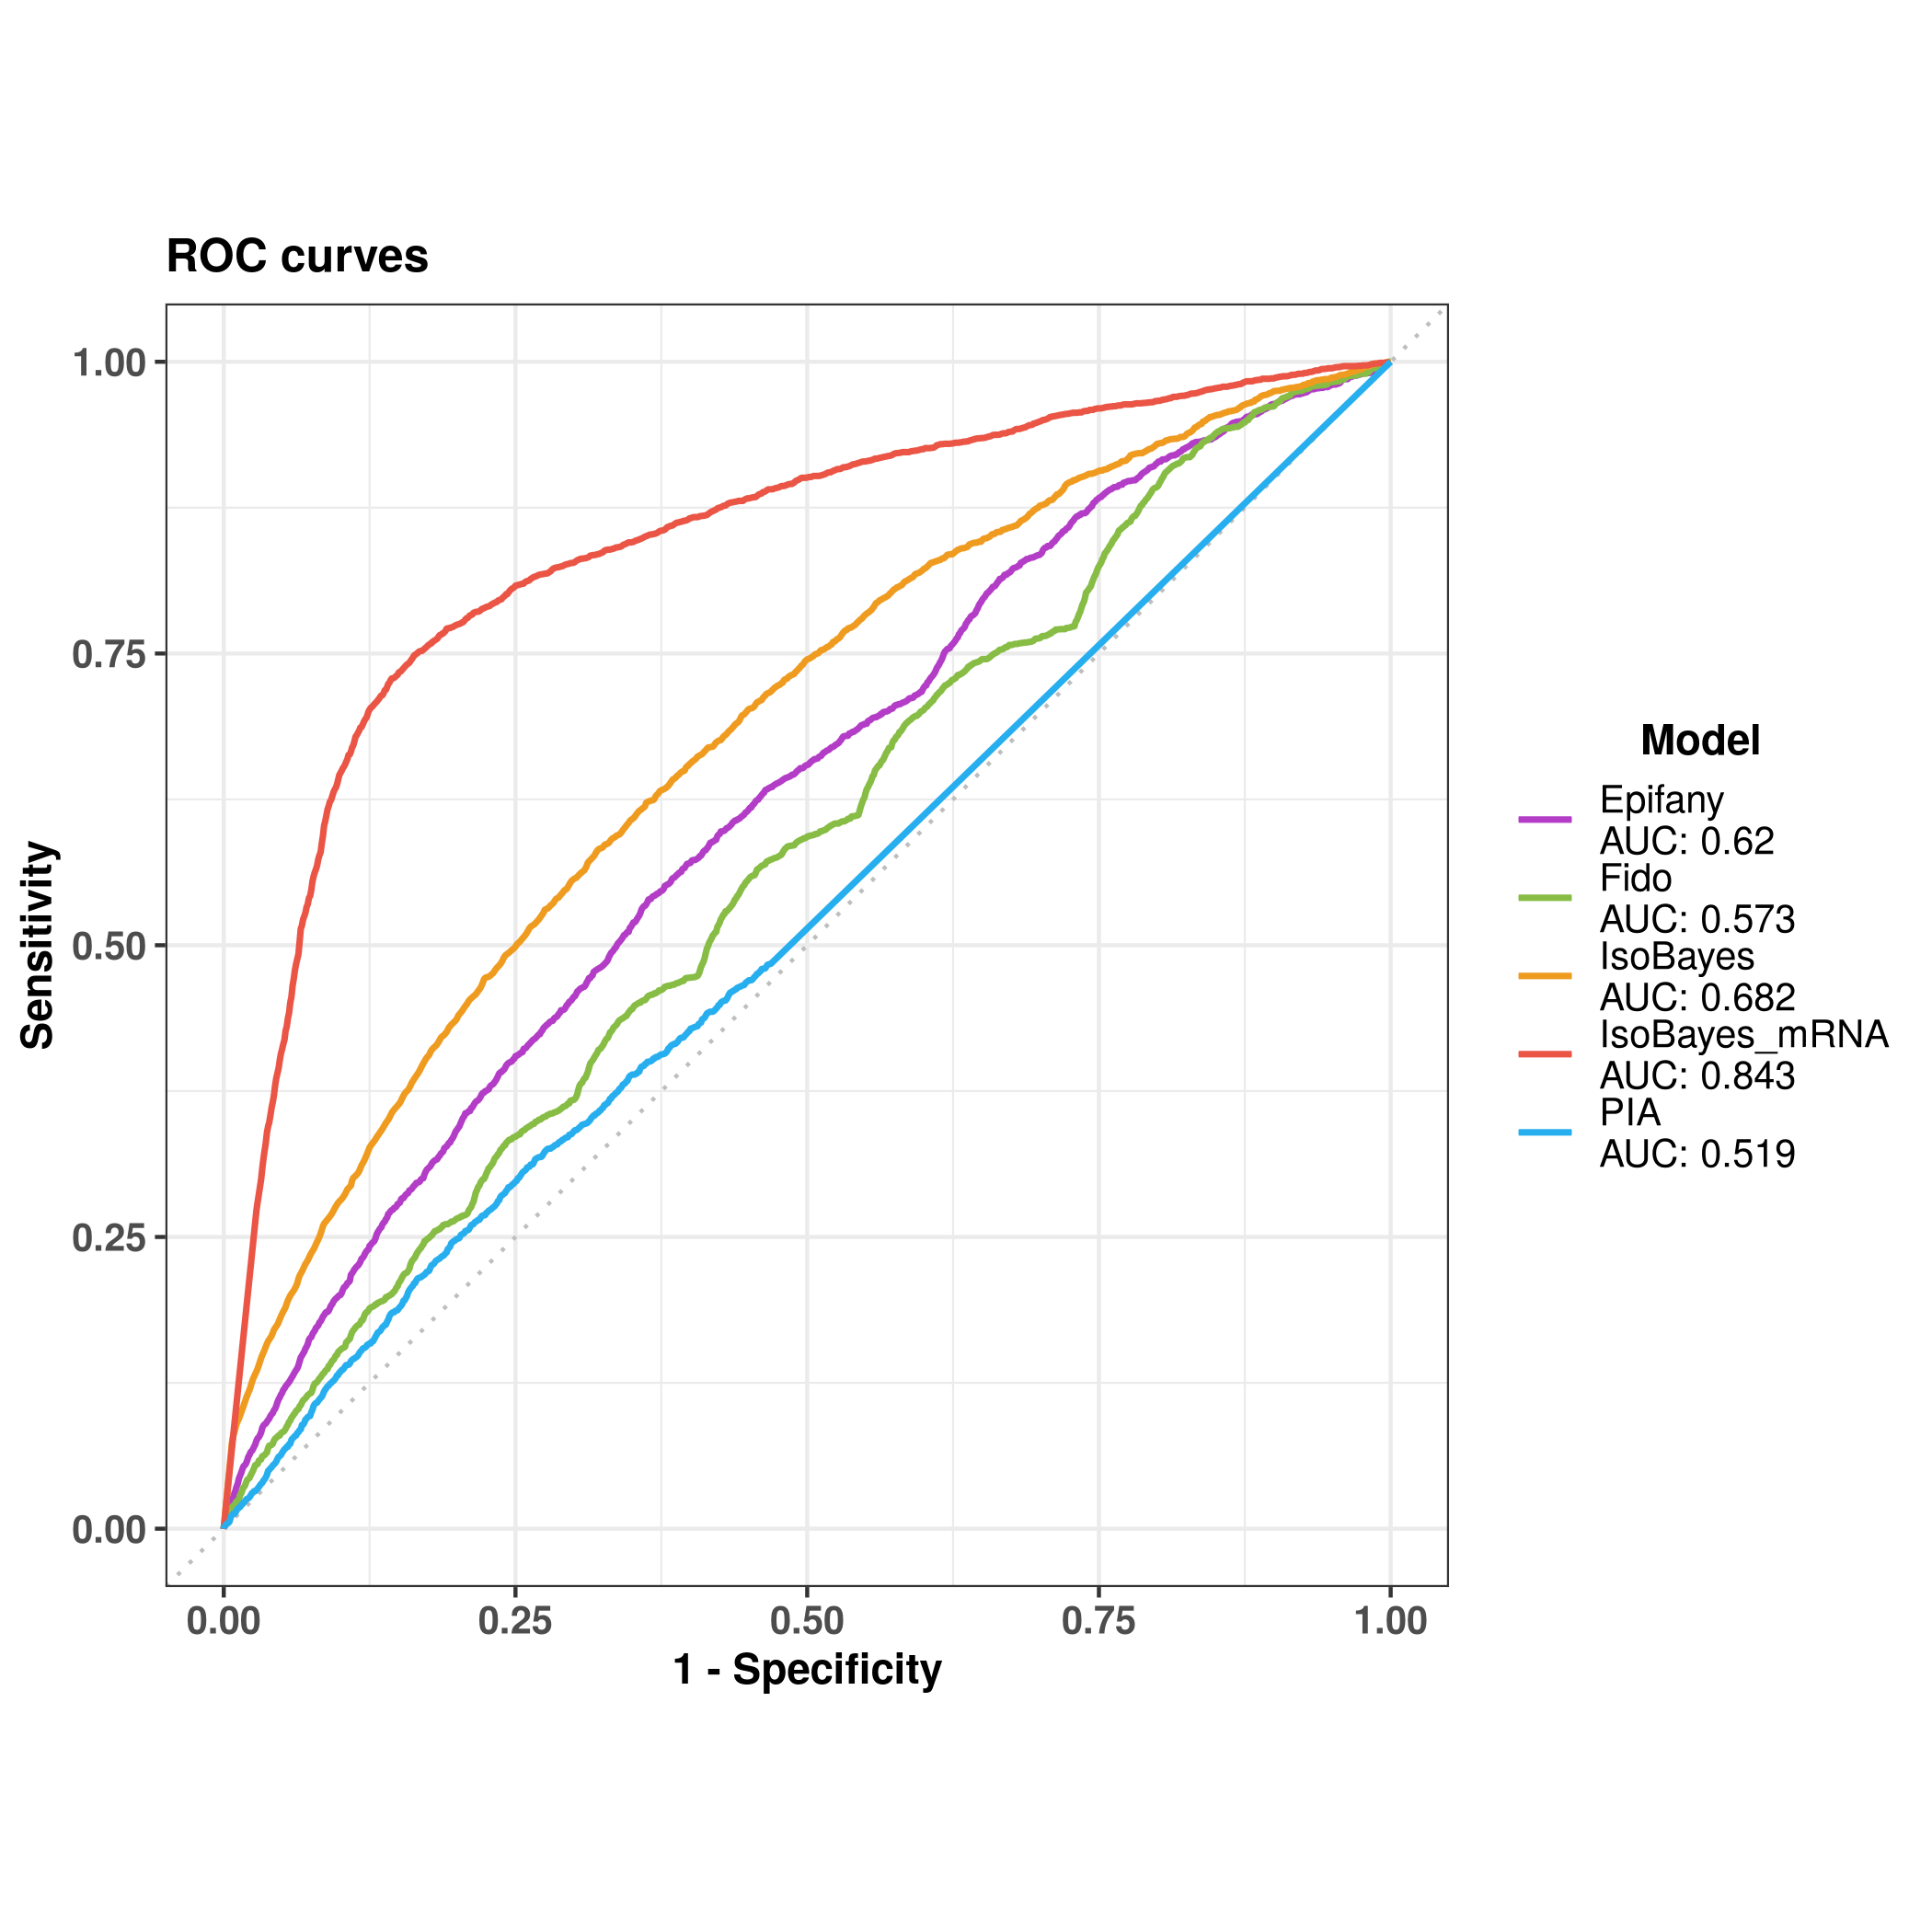 ROC curves
1.00
0.75
0.50
0.25
0.00
Sensitivity
0.00 0.25 0.50 0.75 1.00
1 - Specificity
Model
Epifany
AUC: 0.62
Fido
AUC: 0.573
IsoBayes
AUC: 0.682
IsoBayes_mRNA
AUC: 0.843
PIA
AUC: 0.519